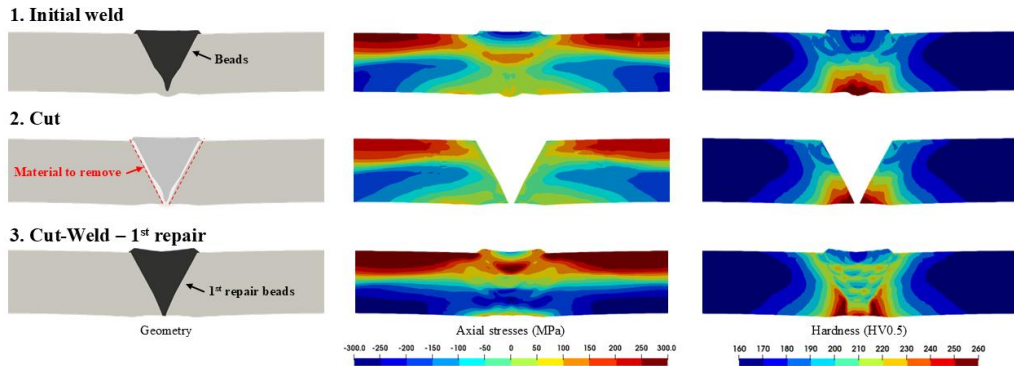 1. Initial weld
Beads
2. Cut
Material to remove
3. Cut-Weld – 1st repair
1st repair beads
Geometry
Axial stresses (MPa)
Hardness (HV0.5)
-300.0 -200 -150 -100 -50 0 50 100 150 200 300.0
160 170 180 190 200 210 220 230 240 250 260